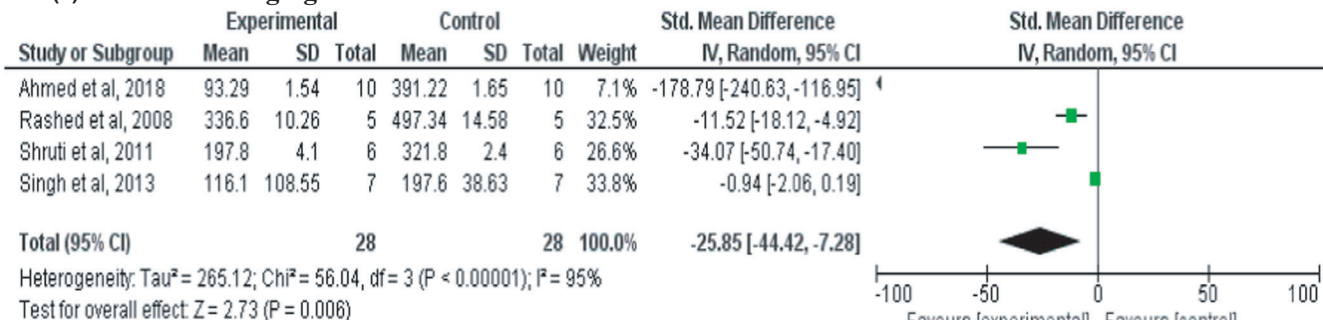 Experimental Control Std. Mean Difference Std. Mean Difference
Study or Subgroup Mean SD Total Mean SD Total Weight IV, Random, 95% CI IV, Random, 95% CI
Ahmed et al, 2018 93.29 1.54 10 391.22 1.65 10 7.1% -178.79 [-240.63, -116.95]
Rashed et al, 2008 336.6 10.26 5 497.34 14.58 5 32.5% -11.52 [-18.12, -4.92]
Shruti et al, 2011 197.8 4.1 6 321.8 2.4 6 26.6% -34.07 [-50.74, -17.40]
Singh et al, 2013 116.1 108.55 7 197.6 38.63 7 33.8% -0.94 [-2.06, 0.19]
Total (95% CI) 28 28 100.0% -25.85 [-44.42, -7.28]
Heterogeneity: Tau² = 265.12; Chi² = 56.04, df = 3 (P < 0.00001); I² = 95%
Test for overall effect: Z = 2.73 (P = 0.006)
-100 -50 0 50 100
Favours [experimental] Favours [control]